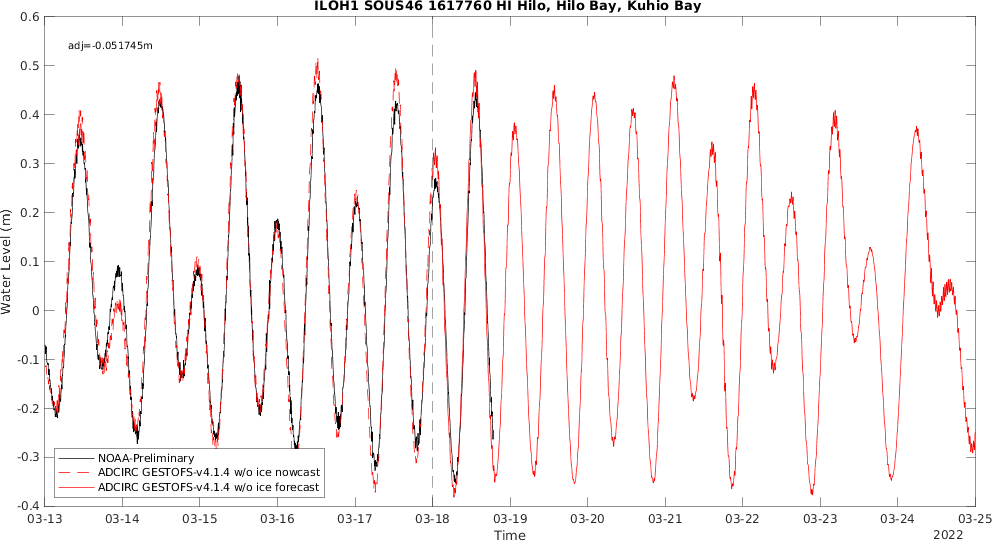 ILOH1 SOUS46 1617760 HI Hilo, Hilo Bay, Kuhio Bay
adj=-0.051745m
0.6
0.5
0.4
0.3
0.2
0.1
0
-0.1
-0.2
-0.3
-0.4
Water Level (m)
NOAA-Preliminary
ADCIRC GESTOFS-v4.1.4 w/o ice nowcast
ADCIRC GESTOFS-v4.1.4 w/o ice forecast
03-13 03-14 03-15 03-16 03-17 03-18 03-19 03-20 03-21 03-22 03-23 03-24 03-25
Time
2022